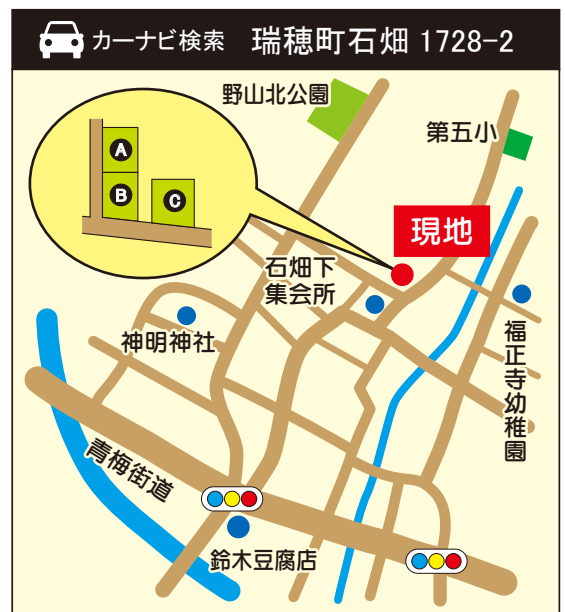 カーナビ検索 瑞穂町石畑 1728-2
野山北公園
第五小
A
B
C
現地
石畑下
集会所
神明神社
福正寺幼稚園
青梅街道
鈴木豆腐店